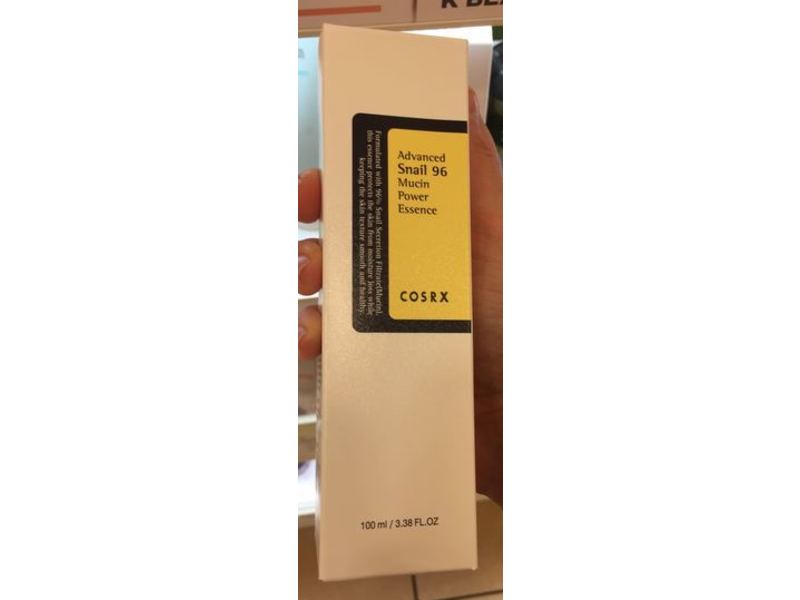 K BE
Advanced
Snail 96
Mucin
Power
Essence
COSRX
Formulated with 96% Snail Secretion Filtrate(Mucin),
this essence protects the skin from moisture loss while
keeping the skin texture smooth and healthy.
100 ml / 3.38 FL.OZ